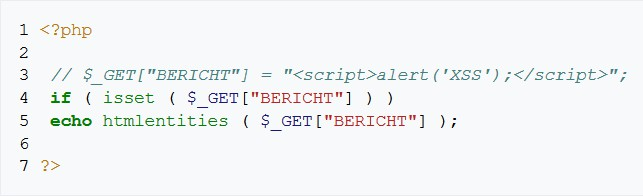 1 <?php
2
3 // $_GET["BERICHT"] = "<script>alert('XSS');</script>";
4 if ( isset ( $_GET["BERICHT"] ) )
5 echo htmlentities ( $_GET["BERICHT"] );
6
7 ?>